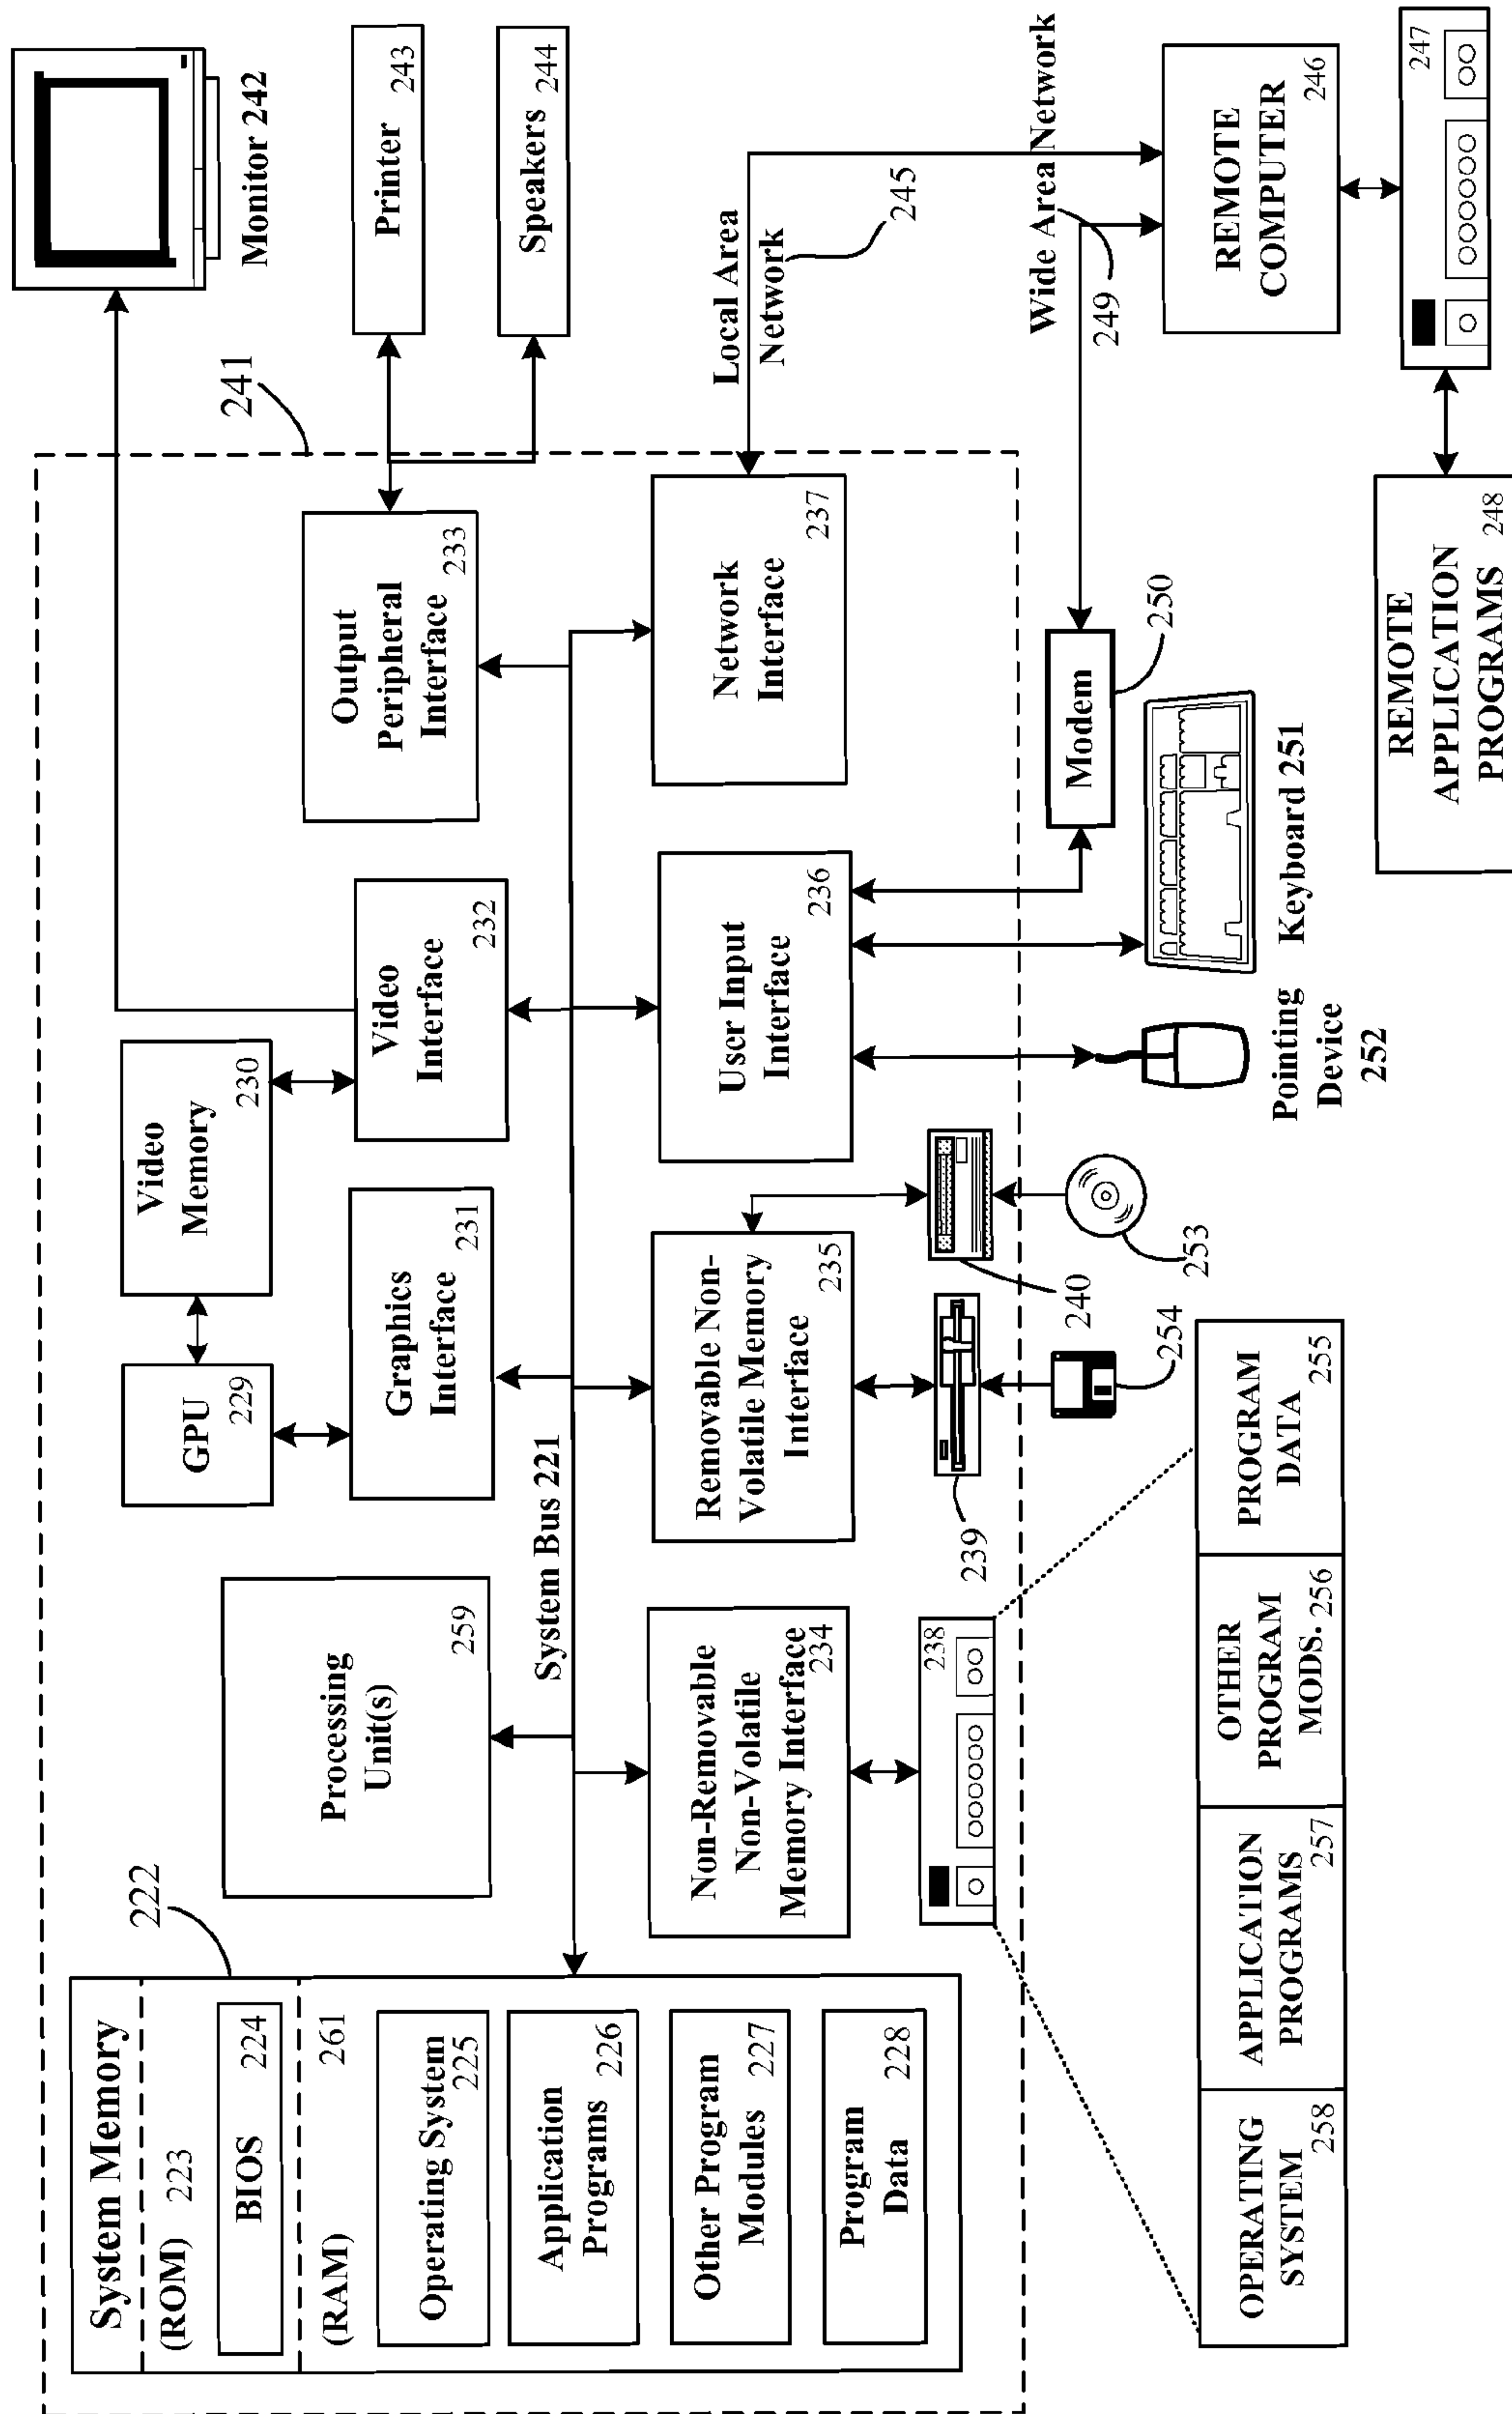 System Memory
(ROM) 223
BIOS 224
222
(RAM) 261
Operating System
225
Application
Programs 226
Other Program
Modules 227
Program
Data 228
Processing
Unit(s)
259
GPU
229
Video
Memory
230
Graphics
Interface
231
Video
Interface
232
Output
Peripheral
Interface 233
241
Monitor 242
Printer 243
Speakers 244
System Bus 221
Non-Removable
Non-Volatile
Memory Interface
234
Removable Non-
Volatile Memory
Interface 235
User Input
Interface 236
Network
Interface 237
Local Area
Network
245
238
239
240
254
253
Pointing
Device
252
Keyboard 251
Modem
250
Wide Area Network
249
REMOTE
COMPUTER
246
247
REMOTE
APPLICATION
PROGRAMS 248
OPERATING
SYSTEM 258
APPLICATION
PROGRAMS
257
OTHER
PROGRAM
MODS. 256
PROGRAM
DATA 255